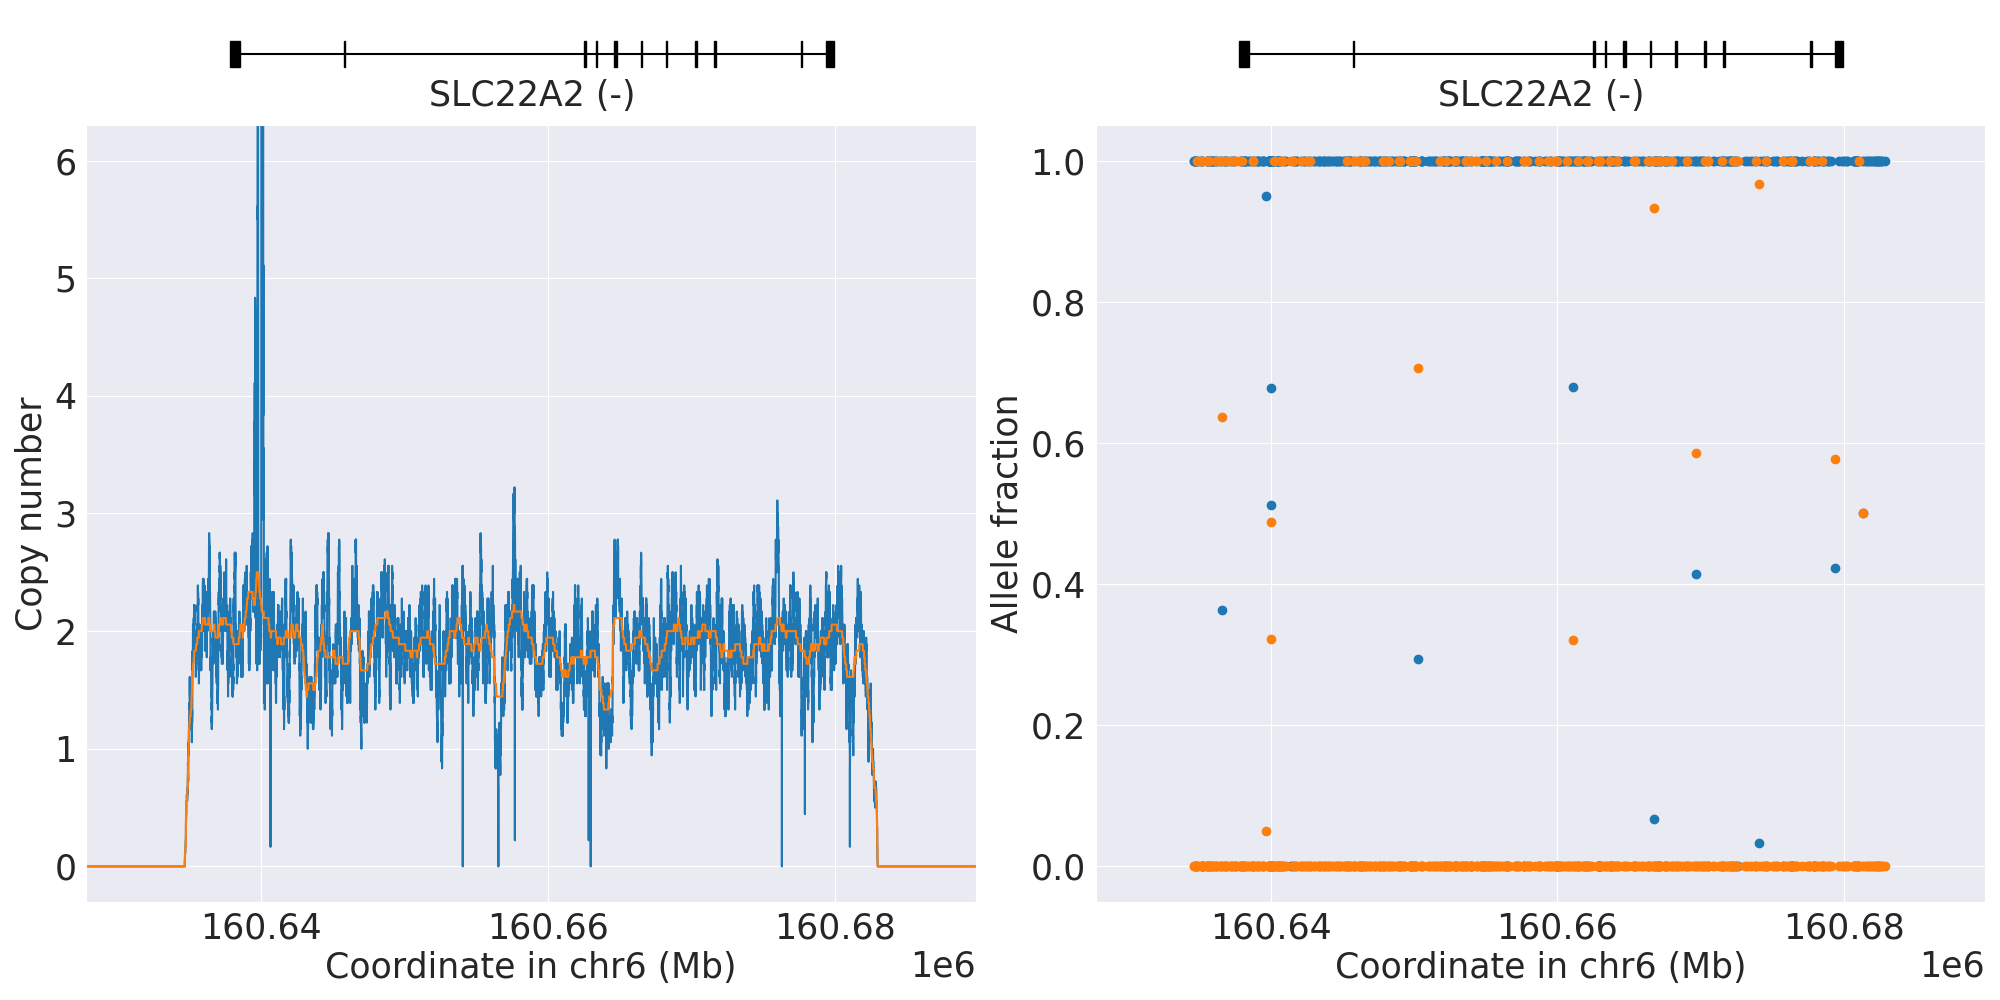 SLC22A2 (-)
6
5
4
3
2
1
0
Copy number
160.64
160.66
160.68
Coordinate in chr6 (Mb)
1e6
SLC22A2 (-)
1.0
0.8
0.6
0.4
0.2
0.0
Allele fraction
160.64
160.66
160.68
Coordinate in chr6 (Mb)
1e6